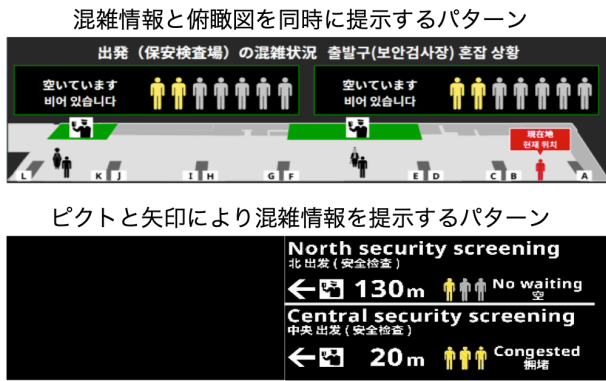 混雑情報と俯瞰図を同時に提示するパターン
出発（保安検査場）の混雑状況 출발구(보안검사장) 혼잡 상황
空いています
비어 있습니다
空いています
비어 있습니다
現在地
현재 위치
L K J I H G F E D C B A
ピクトと矢印により混雑情報を提示するパターン
North security screening
北 出发 ( 安全检查 )
← 130m No waiting
空
Central security screening
中央 出发 ( 安全检查 )
← 20m Congested
拥堵